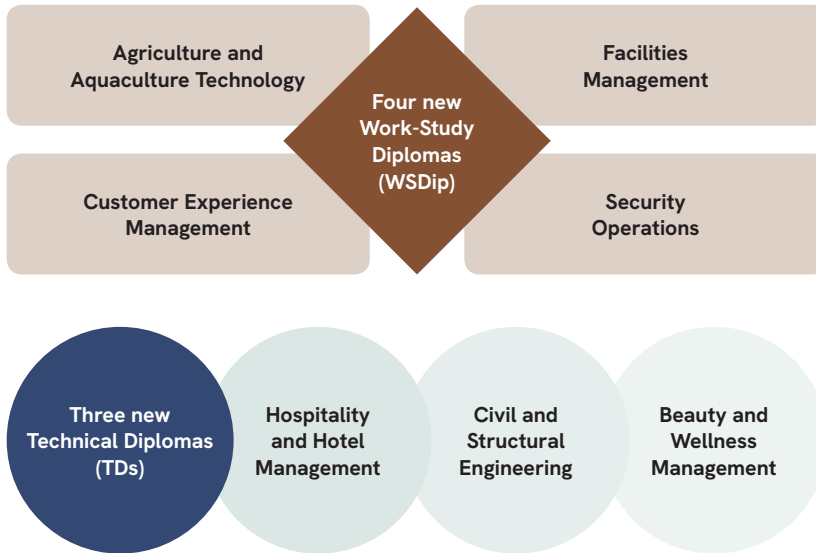 Agriculture and
Aquaculture Technology
Four new
Work-Study
Diplomas
(WSDip)
Facilities
Management
Customer Experience
Management
Security
Operations
Three new
Technical Diplomas
(TDs)
Hospitality
and Hotel
Management
Civil and
Structural
Engineering
Beauty and
Wellness
Management